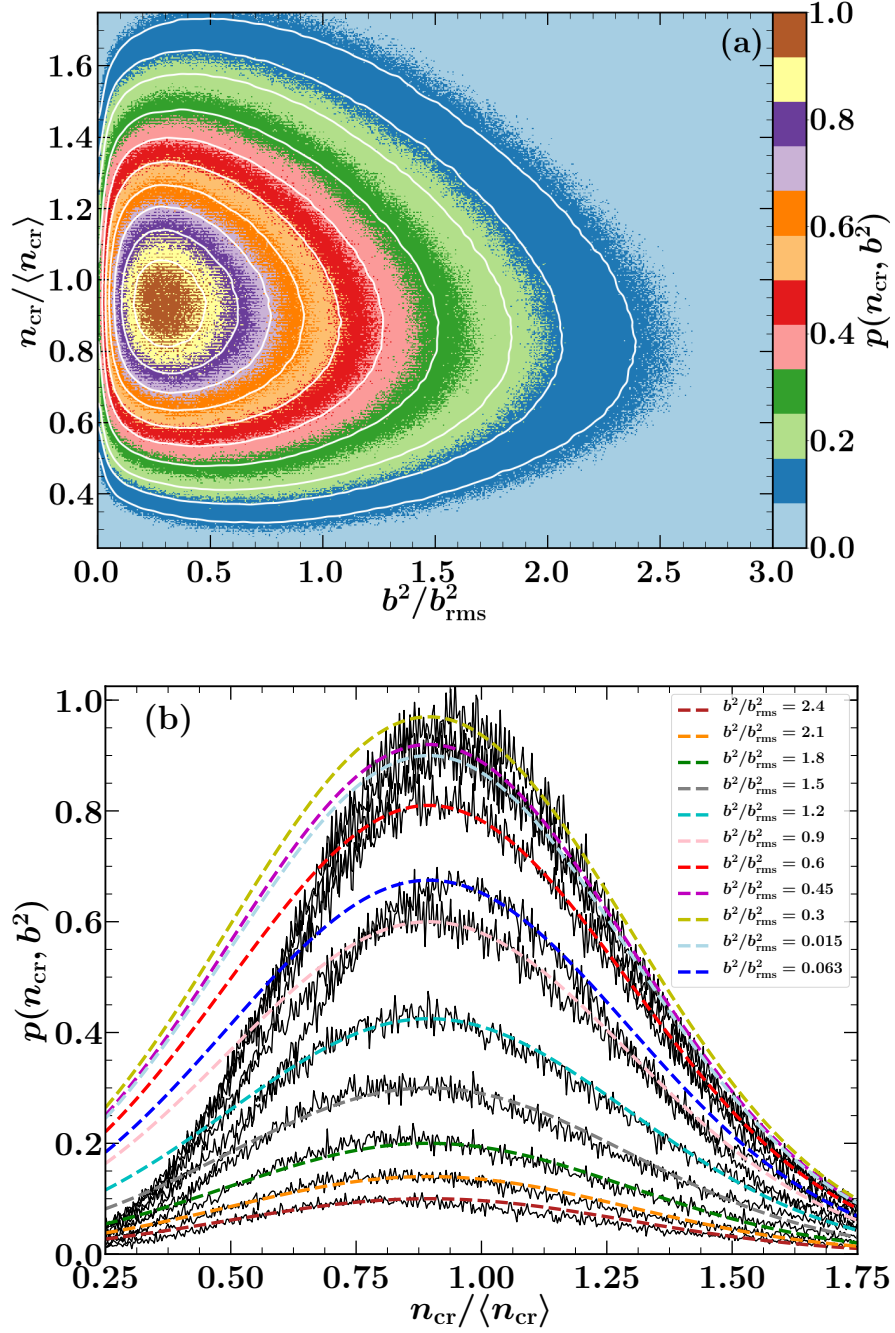 (a)
1.6
1.4
1.2
1.0
0.8
0.6
0.4
n_cr/⟨n_cr⟩
0.0 0.5 1.0 1.5 2.0 2.5 3.0
b²/b²_rms
1.0
0.8
0.6
0.4
0.2
0.0
p(n_cr, b²)
(b)
1.0
0.8
0.6
0.4
0.2
0.0
p(n_cr, b²)
b²/b²_rms = 2.4
b²/b²_rms = 2.1
b²/b²_rms = 1.8
b²/b²_rms = 1.5
b²/b²_rms = 1.2
b²/b²_rms = 0.9
b²/b²_rms = 0.6
b²/b²_rms = 0.45
b²/b²_rms = 0.3
b²/b²_rms = 0.015
b²/b²_rms = 0.063
0.25 0.50 0.75 1.00 1.25 1.50 1.75
n_cr/⟨n_cr⟩